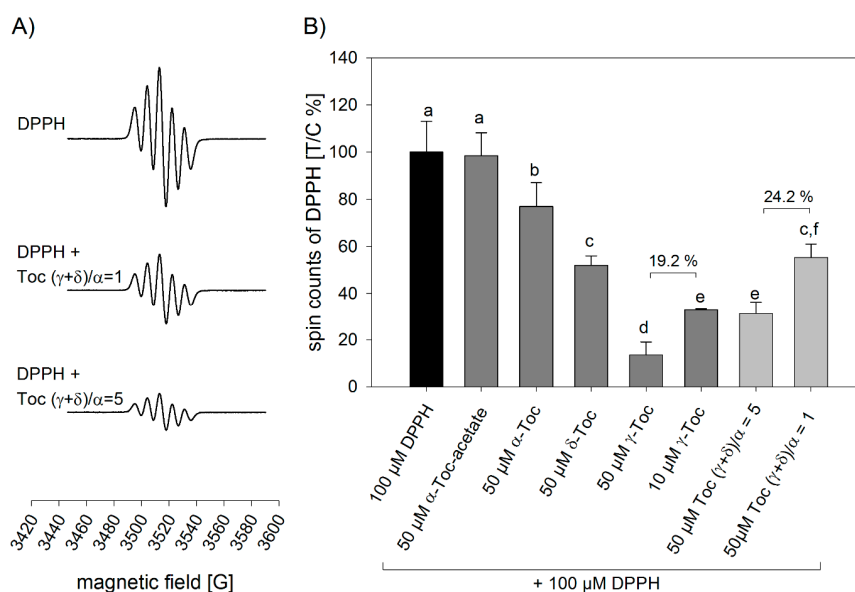 A)
DPPH
DPPH +
Toc (γ+δ)/α=1
DPPH +
Toc (γ+δ)/α=5
3420
3440
3460
3480
3500
3520
3540
3560
3580
3600
magnetic field [G]
B)
spin counts of DPPH [T/C %]
140
120
100
80
60
40
20
0
a
a
b
c
d
19.2 %
e
e
24.2 %
c,f
100 µM DPPH
50 µM α-Toc-acetate
50 µM α-Toc
50 µM δ-Toc
50 µM γ-Toc
10 µM γ-Toc
50 µM Toc (γ+δ)/α = 5
50µM Toc (γ+δ)/α = 1
+ 100 µM DPPH